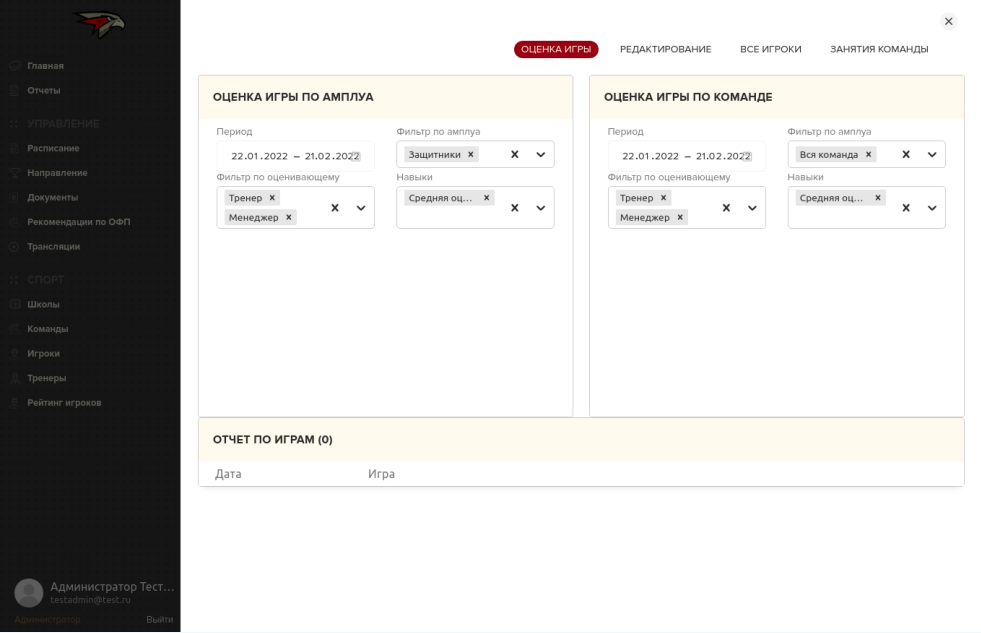 Главная
Отчеты
УПРАВЛЕНИЕ
Расписание
Направление
Документы
Рекомендации по ОФП
Трансляции
СПОРТ
Школы
Команды
Игроки
Тренеры
Рейтинг игроков
Администратор Тест...
testadmin@test.ru
Администратор Выйти
ОЦЕНКА ИГРЫ РЕДАКТИРОВАНИЕ ВСЕ ИГРОКИ ЗАНЯТИЯ КОМАНДЫ
ОЦЕНКА ИГРЫ ПО АМПЛУА
Период Фильтр по амплуа
22.01.2022 – 21.02.2022 Защитники
Фильтр по оценивающему Навыки
Тренер Средняя оц...
Менеджер
ОЦЕНКА ИГРЫ ПО КОМАНДЕ
Период Фильтр по амплуа
22.01.2022 – 21.02.2022 Вся команда
Фильтр по оценивающему Навыки
Тренер Средняя оц...
Менеджер
ОТЧЕТ ПО ИГРАМ (0)
Дата Игра